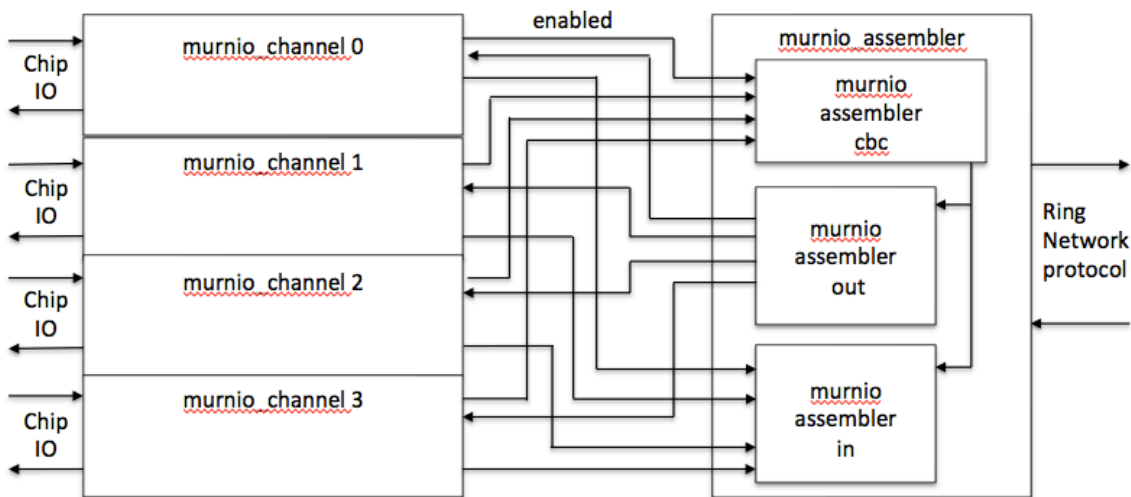 enabled
murnio_channel 0
Chip
IO
murnio_channel 1
Chip
IO
murnio_channel 2
Chip
IO
murnio_channel 3
Chip
IO
murnio_assembler
murnio
assembler
cbc
murnio
assembler
out
murnio
assembler
in
Ring
Network
protocol